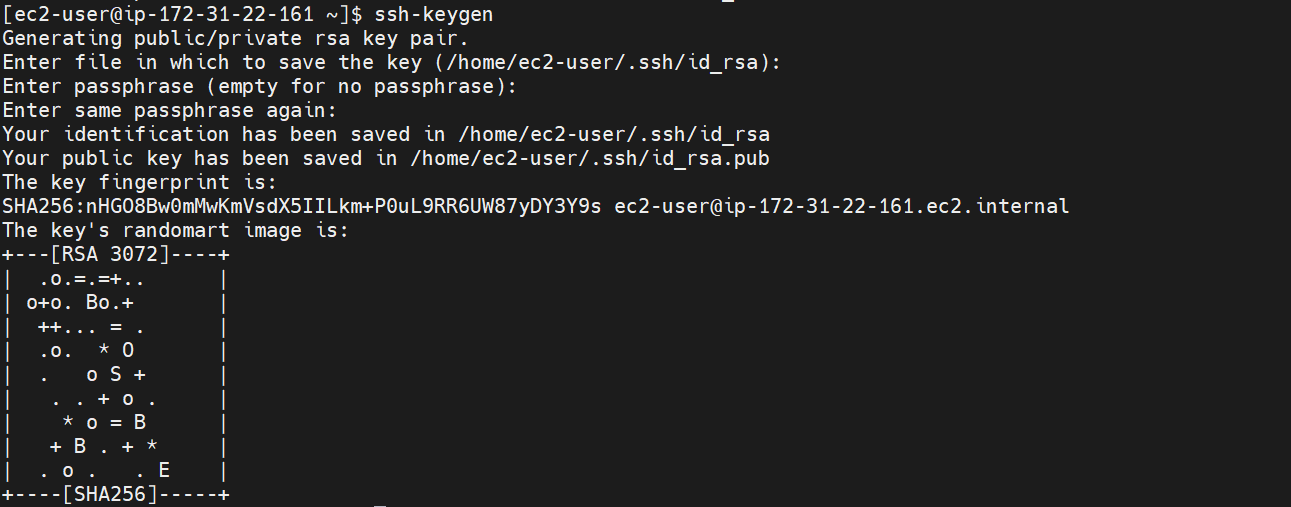 [ec2-user@ip-172-31-22-161 ~]$ ssh-keygen
Generating public/private rsa key pair.
Enter file in which to save the key (/home/ec2-user/.ssh/id_rsa):
Enter passphrase (empty for no passphrase):
Enter same passphrase again:
Your identification has been saved in /home/ec2-user/.ssh/id_rsa
Your public key has been saved in /home/ec2-user/.ssh/id_rsa.pub
The key fingerprint is:
SHA256:nHGO8Bw0mMwKmVsdX5IILkm+P0uL9RR6UW87yDY3Y9s ec2-user@ip-172-31-22-161.ec2.internal
The key's randomart image is:
+---[RSA 3072]----+
|  .o.=.=+..      |
| o+o. Bo.+       |
|  ++... = .      |
|  .o.  * O       |
|  .   o S +      |
|   . . + o .     |
|    * o = B      |
|   + B . + *     |
|  . o .   . E    |
+----[SHA256]-----+